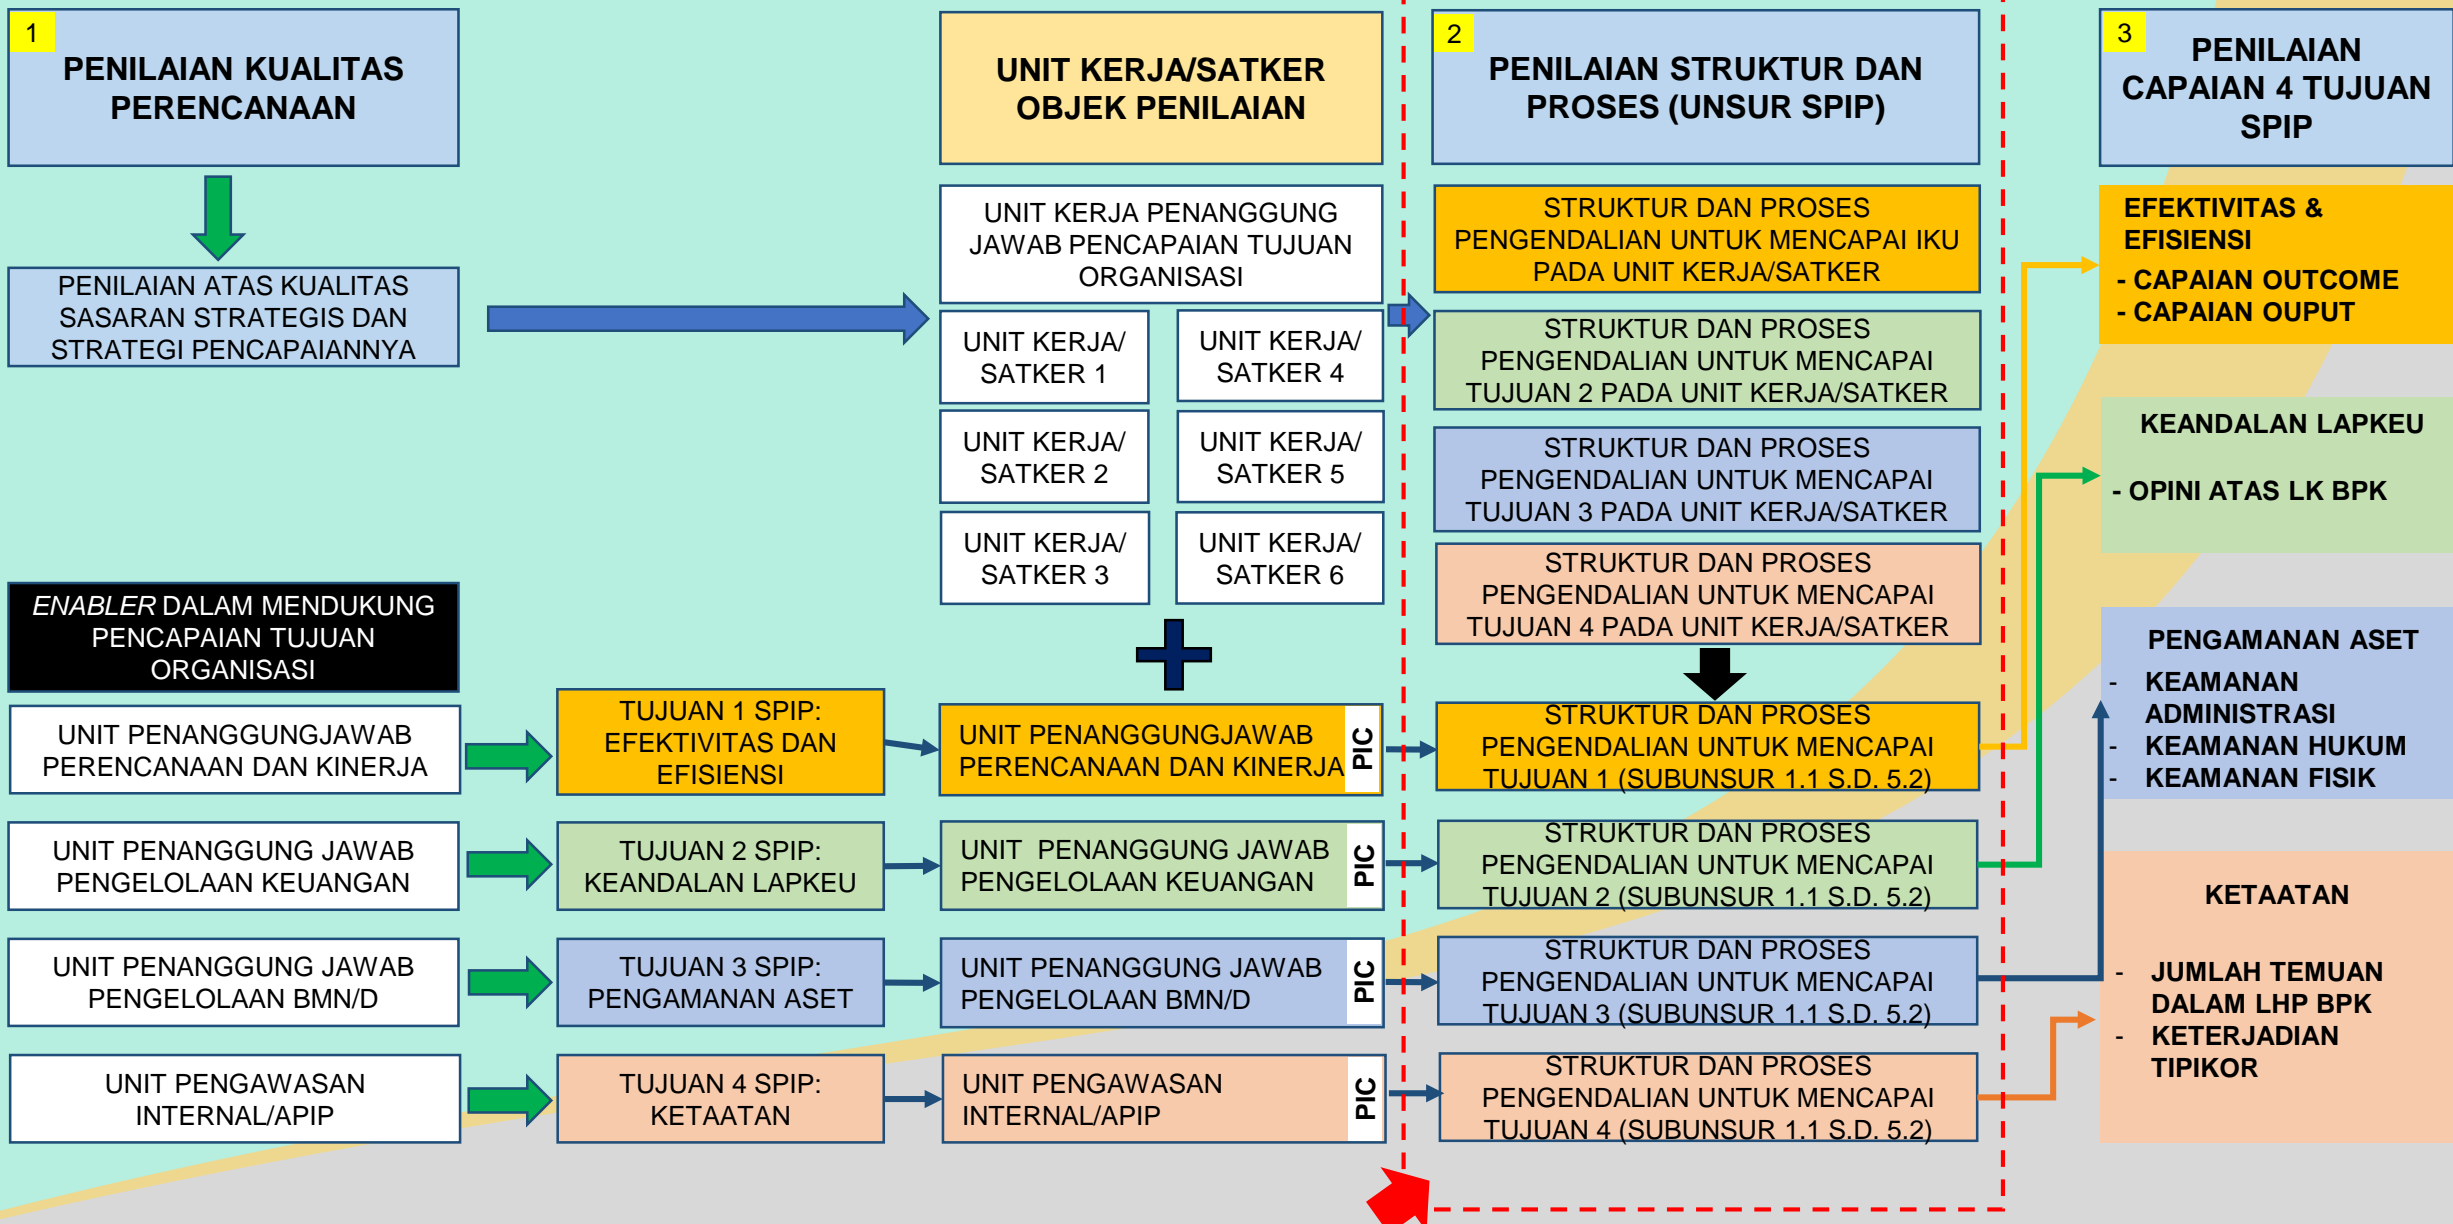 1
PENILAIAN KUALITAS
PERENCANAAN
PENILAIAN ATAS KUALITAS
SASARAN STRATEGIS DAN
STRATEGI PENCAPAIANNYA
ENABLER DALAM MENDUKUNG
PENCAPAIAN TUJUAN
ORGANISASI
UNIT PENANGGUNGJAWAB
PERENCANAAN DAN KINERJA
UNIT PENANGGUNG JAWAB
PENGELOLAAN KEUANGAN
UNIT PENANGGUNG JAWAB
PENGELOLAAN BMN/D
UNIT PENGAWASAN
INTERNAL/APIP
TUJUAN 1 SPIP:
EFEKTIVITAS DAN
EFISIENSI
TUJUAN 2 SPIP:
KEANDALAN LAPKEU
TUJUAN 3 SPIP:
PENGAMANAN ASET
TUJUAN 4 SPIP:
KETAATAN
UNIT KERJA/SATKER
OBJEK PENILAIAN
UNIT KERJA PENANGGUNG
JAWAB PENCAPAIAN TUJUAN
ORGANISASI
UNIT KERJA/
SATKER 1
UNIT KERJA/
SATKER 4
UNIT KERJA/
SATKER 2
UNIT KERJA/
SATKER 5
UNIT KERJA/
SATKER 3
UNIT KERJA/
SATKER 6
UNIT PENANGGUNGJAWAB
PERENCANAAN DAN KINERJA
PIC
UNIT PENANGGUNG JAWAB
PENGELOLAAN KEUANGAN
PIC
UNIT PENANGGUNG JAWAB
PENGELOLAAN BMN/D
PIC
UNIT PENGAWASAN
INTERNAL/APIP
PIC
2
PENILAIAN STRUKTUR DAN
PROSES (UNSUR SPIP)
STRUKTUR DAN PROSES
PENGENDALIAN UNTUK MENCAPAI IKU
PADA UNIT KERJA/SATKER
STRUKTUR DAN PROSES
PENGENDALIAN UNTUK MENCAPAI
TUJUAN 2 PADA UNIT KERJA/SATKER
STRUKTUR DAN PROSES
PENGENDALIAN UNTUK MENCAPAI
TUJUAN 3 PADA UNIT KERJA/SATKER
STRUKTUR DAN PROSES
PENGENDALIAN UNTUK MENCAPAI
TUJUAN 4 PADA UNIT KERJA/SATKER
STRUKTUR DAN PROSES
PENGENDALIAN UNTUK MENCAPAI
TUJUAN 1 (SUBUNSUR 1.1 S.D. 5.2)
STRUKTUR DAN PROSES
PENGENDALIAN UNTUK MENCAPAI
TUJUAN 2 (SUBUNSUR 1.1 S.D. 5.2)
STRUKTUR DAN PROSES
PENGENDALIAN UNTUK MENCAPAI
TUJUAN 3 (SUBUNSUR 1.1 S.D. 5.2)
STRUKTUR DAN PROSES
PENGENDALIAN UNTUK MENCAPAI
TUJUAN 4 (SUBUNSUR 1.1 S.D. 5.2)
3
PENILAIAN
CAPAIAN 4 TUJUAN
SPIP
EFEKTIVITAS &
EFISIENSI
- CAPAIAN OUTCOME
- CAPAIAN OUPUT
KEANDALAN LAPKEU
- OPINI ATAS LK BPK
PENGAMANAN ASET
- KEAMANAN
ADMINISTRASI
- KEAMANAN HUKUM
- KEAMANAN FISIK
KETAATAN
- JUMLAH TEMUAN
DALAM LHP BPK
- KETERJADIAN
TIPIKOR